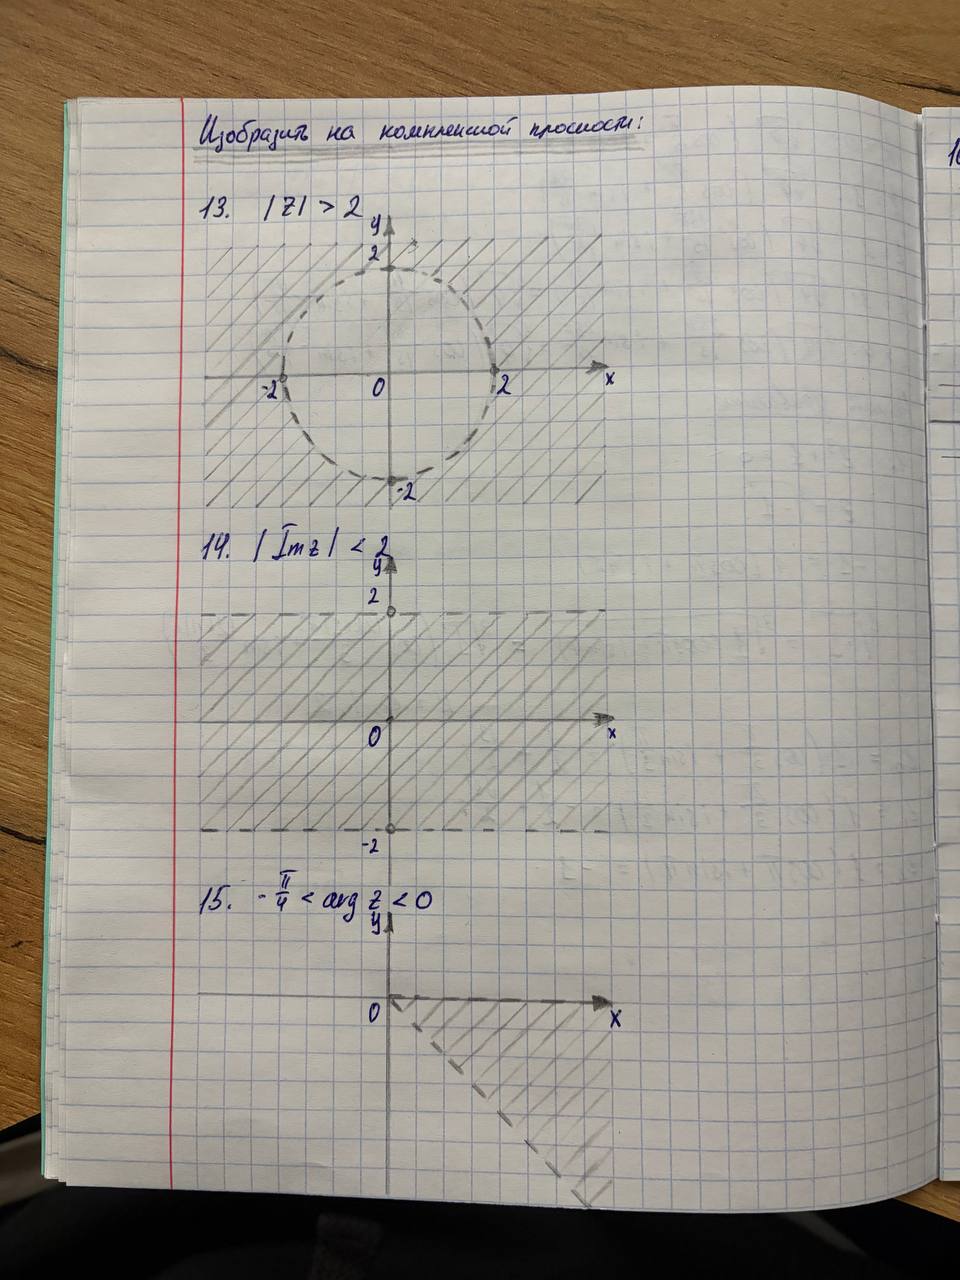 Изобразить на комплексной плоскости:
13. |z| > 2
y
2
-2 0 2 x
-2
14. |Im z| < 2
y
2
0 x
-2
15. -π/4 < arg z < 0
y
0 x